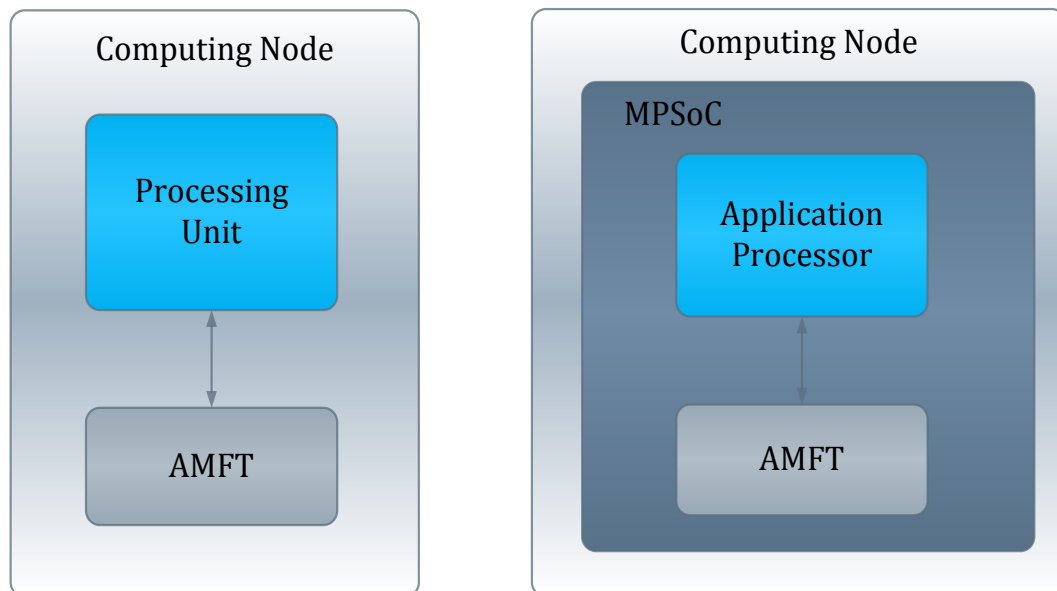 Computing Node
Processing
Unit
AMFT
Computing Node
MPSoC
Application
Processor
AMFT